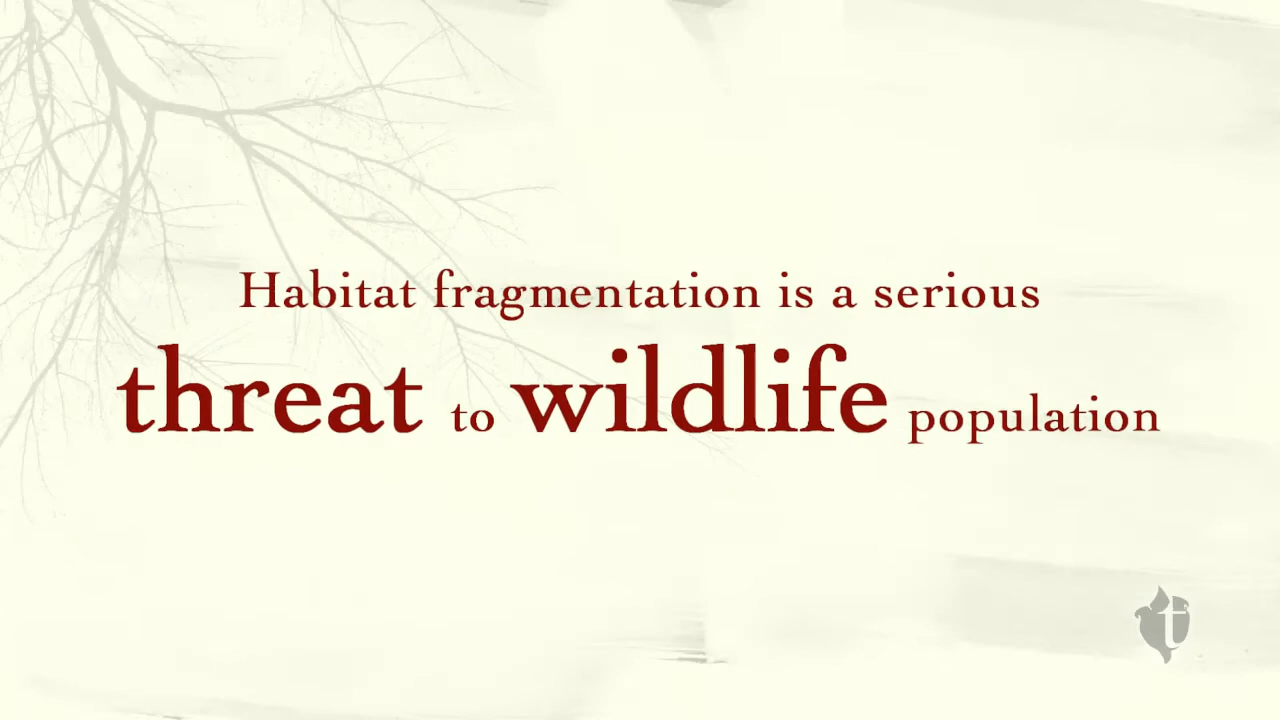 Habitat fragmentation is a serious
threat to wildlife population
t